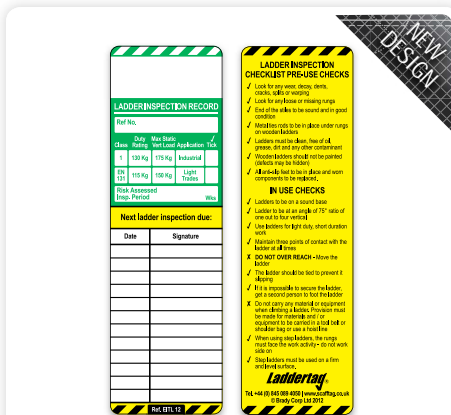 NEW
DESIGN
LADDER INSPECTION RECORD
Ref No.
Class Duty Rating Max Static Vert Load Application ✓ Tick
1 130 Kg 175 Kg Industrial
EN 131 115 Kg 150 Kg Light Trades
Risk Assessed
Insp. Period Wks
Next ladder inspection due:
Date Signature
Ref. EITL 12
LADDER INSPECTION
CHECKLIST PRE-USE CHECKS
✓ Look for any wear, decay, dents,
cracks, splits or warping
✓ Look for any loose or missing rungs
✓ End of the stiles to be sound and in good
condition
✓ Metal ties rods to be in place under rungs
on wooden ladders
✓ Ladders must be clean, free of oil,
grease, dirt and any other contaminant
✓ Wooden ladders should not be painted
(defects may be hidden)
✓ All anti-slip feet to be in place and worn
components to be replaced.
IN USE CHECKS
✓ Ladders to be on a sound base
✓ Ladder to be at an angle of 75° ratio of
one out to four vertical
✓ Use ladders for light duty, short duration
work
✓ Maintain three points of contact with the
ladder at all times
✗ DO NOT OVER REACH - Move the
ladder
✓ The ladder should be tied to prevent it
slipping
✓ If it is impossible to secure the ladder,
get a second person to foot the ladder
✗ Do not carry any material or equipment
when climbing a ladder. Provision must
be made for materials and / or
equipment to be carried in a tool belt or
shoulder bag or use a hoist line
✓ When using step ladders, the rungs
must face the work activity - do not work
side on
✓ Step ladders must be used on a firm
and level surface.
Laddertag®
Tel. +44 (0) 845 089 4050 | www.scafftag.co.uk
© Brady Corp Ltd 2012